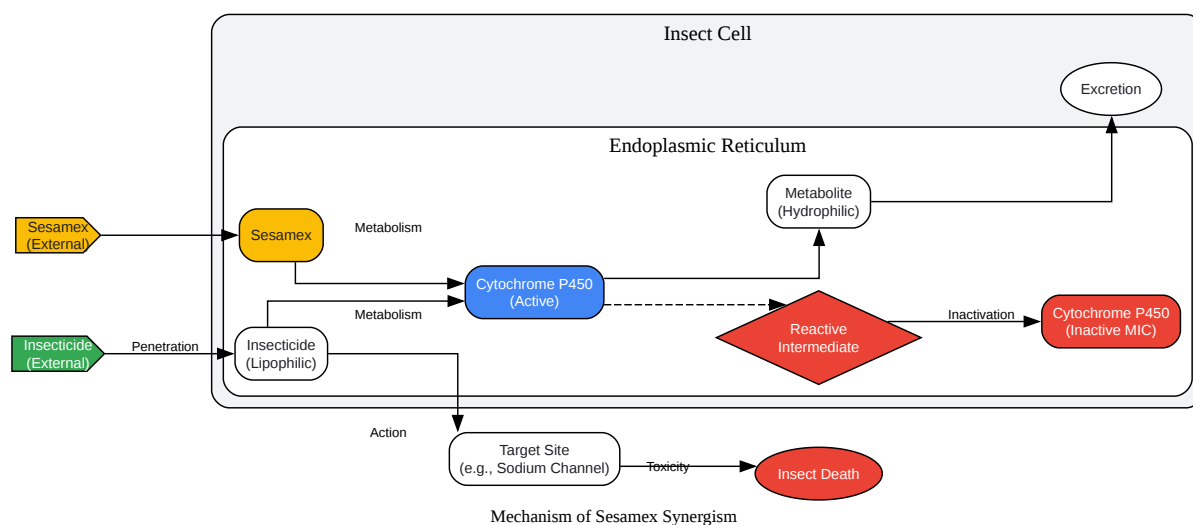 Insect Cell
Excretion
Endoplasmic Reticulum
Metabolite
(Hydrophilic)
Sesamex
(External)
Sesamex
Metabolism
Cytochrome P450
(Active)
Metabolism
Reactive
Intermediate
Inactivation
Cytochrome P450
(Inactive MIC)
Insecticide
(External)
Penetration
Insecticide
(Lipophilic)
Action
Target Site
(e.g., Sodium Channel)
Toxicity
Insect Death
Mechanism of Sesamex Synergism